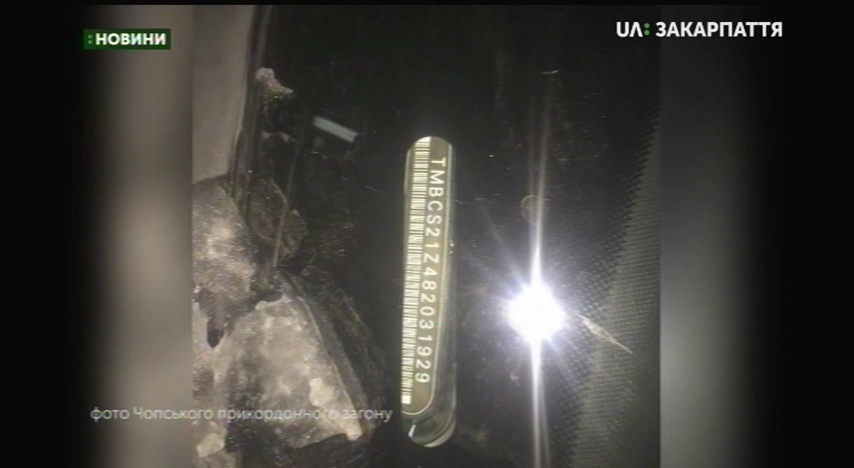 НОВИНИ
UA: ЗАКАРПАТТЯ
TMBCS21Z482031929
фото Чопського прикордонного загону